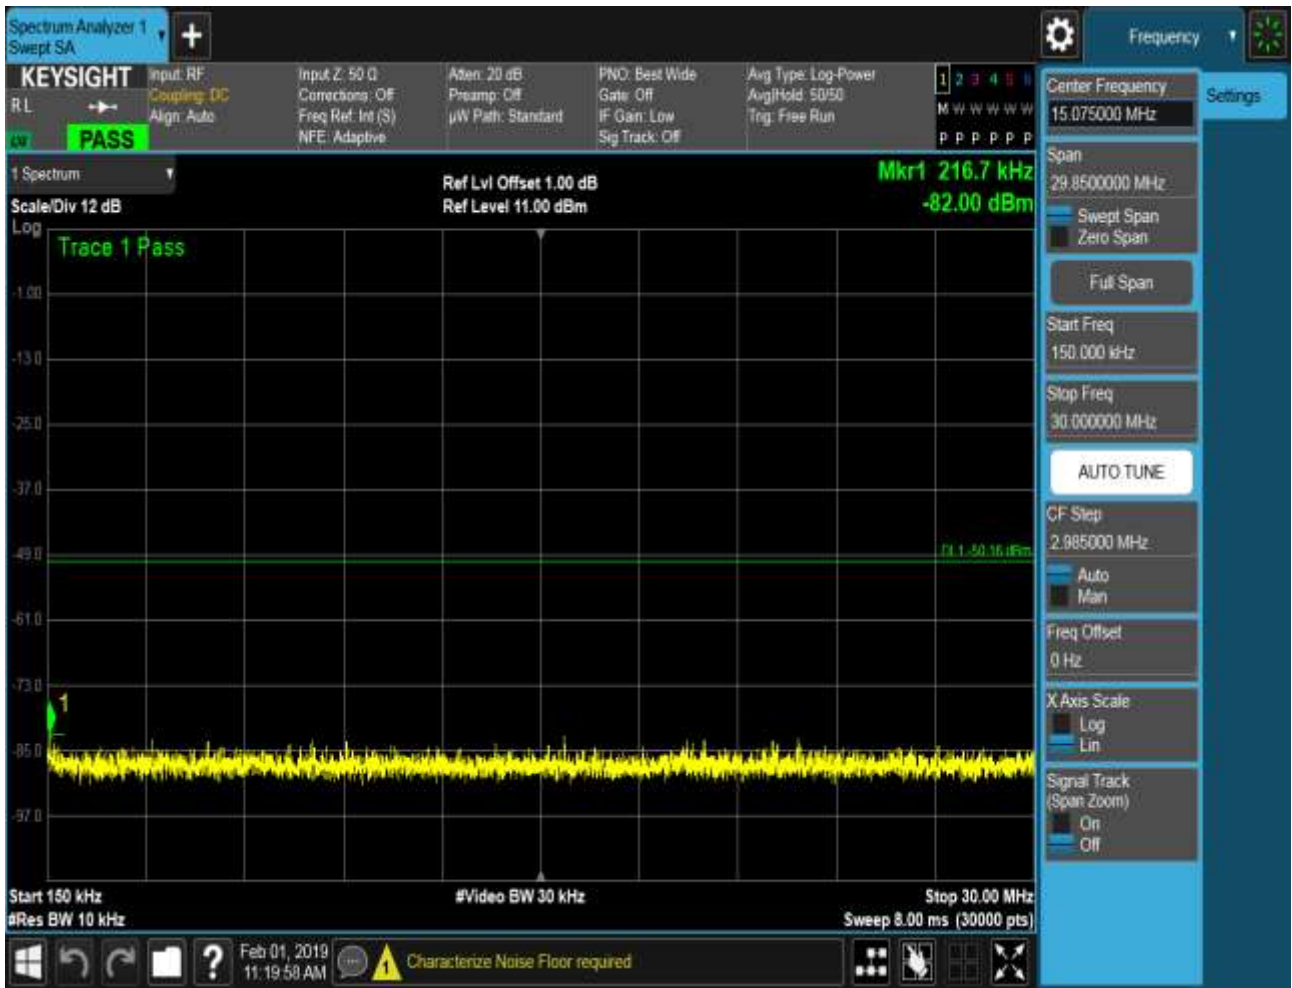 Spectrum Analyzer 1
Swept SA
+
Frequency
KEYSIGHT
R L
PASS
Input: RF
Coupling: DC
Align: Auto
Input Z: 50 Ω
Corrections: Off
Freq Ref: Int (S)
NFE: Adaptive
Atten: 20 dB
Preamp: Off
µW Path: Standard
PNO: Best Wide
Gate: Off
IF Gain: Low
Sig Track: Off
Avg Type: Log-Power
Avg|Hold: 50/50
Trig: Free Run
1 2 3 4 5 6
M W W W W W
P P P P P P
1 Spectrum
Scale/Div 12 dB
Ref Lvl Offset 1.00 dB
Ref Level 11.00 dBm
Mkr1 216.7 kHz
-82.00 dBm
Log
Trace 1 Pass
-1.00
-13.0
-25.0
-37.0
-49.0
DL1 -50.16 dBm
-61.0
-73.0
1
-85.0
-97.0
Start 150 kHz
#Res BW 10 kHz
#Video BW 30 kHz
Stop 30.00 MHz
Sweep 8.00 ms (30000 pts)
?
Feb 01, 2019
11:19:58 AM
Characterize Noise Floor required
Center Frequency
15.075000 MHz
Settings
Span
29.8500000 MHz
Swept Span
Zero Span
Full Span
Start Freq
150.000 kHz
Stop Freq
30.000000 MHz
AUTO TUNE
CF Step
2.985000 MHz
Auto
Man
Freq Offset
0 Hz
X Axis Scale
Log
Lin
Signal Track
(Span Zoom)
On
Off